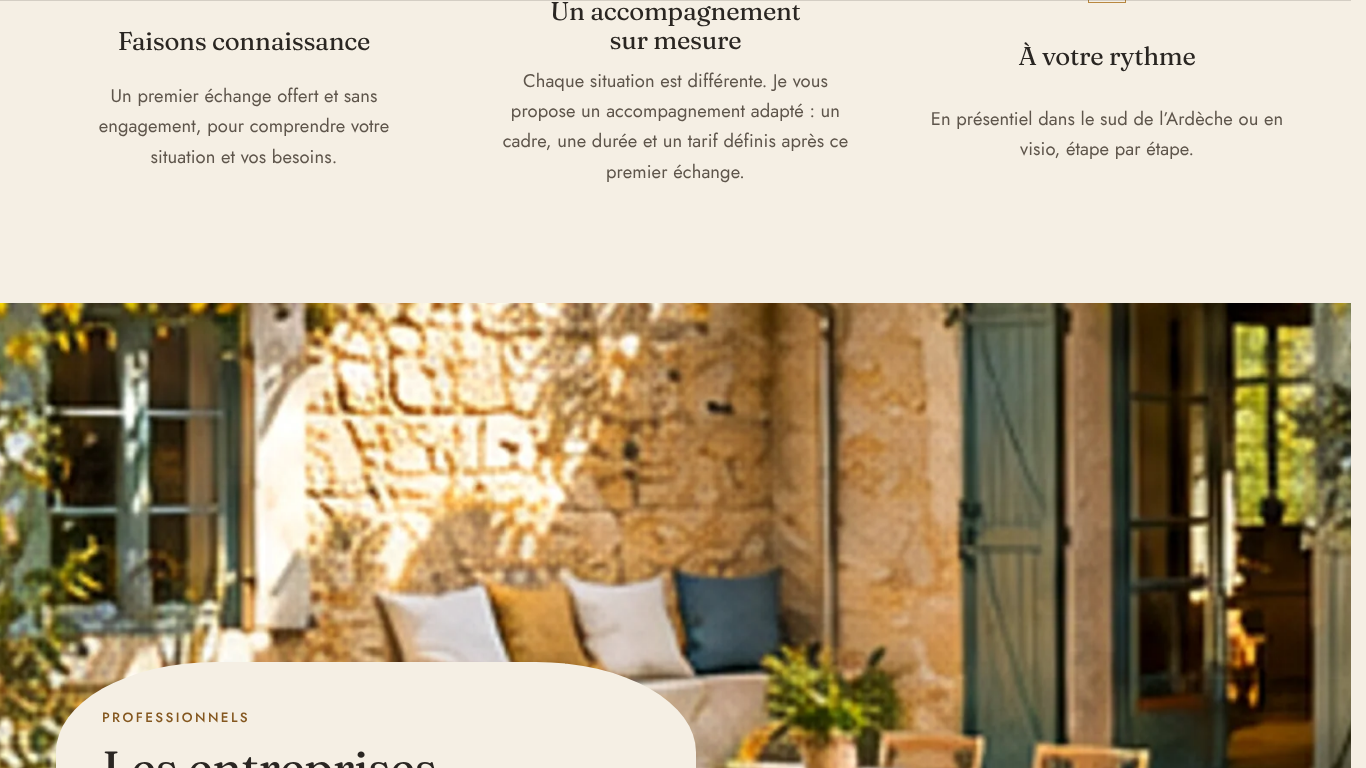 Faisons connaissance
Un premier échange offert et sans
engagement, pour comprendre votre
situation et vos besoins.
Un accompagnement
sur mesure
Chaque situation est différente. Je vous
propose un accompagnement adapté : un
cadre, une durée et un tarif définis après ce
premier échange.
À votre rythme
En présentiel dans le sud de l’Ardèche ou en
visio, étape par étape.
PROFESSIONNELS
Les entreprises